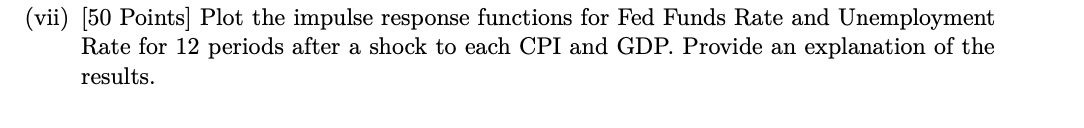 (vii) [50 Points] Plot the impulse response functions for Fed Funds Rate and Unemployment
Rate for 12 periods after a shock to each CPI and GDP. Provide an explanation of the
results.